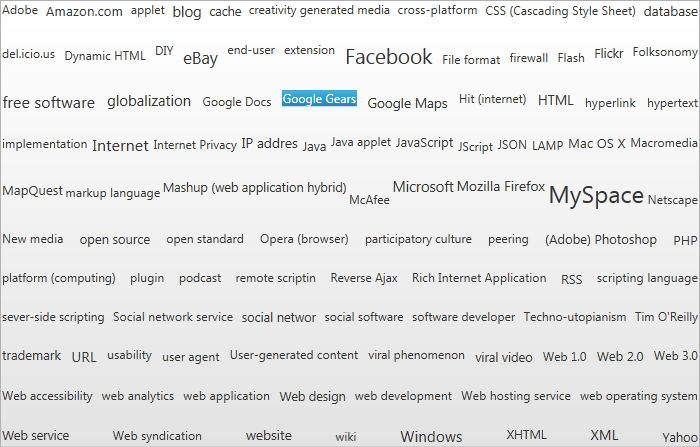 Adobe Amazon.com applet blog cache creativity generated media cross-platform CSS (Cascading Style Sheet) database
del.icio.us Dynamic HTML DIY eBay end-user extension Facebook File format firewall Flash Flickr Folksonomy
free software globalization Google Docs Google Gears Google Maps Hit (internet) HTML hyperlink hypertext
implementation Internet Internet Privacy IP addres Java Java applet JavaScript JScript JSON LAMP Mac OS X Macromedia
MapQuest markup language Mashup (web application hybrid) McAfee Microsoft Mozilla Firefox MySpace Netscape
New media open source open standard Opera (browser) participatory culture peering (Adobe) Photoshop PHP
platform (computing) plugin podcast remote scriptin Reverse Ajax Rich Internet Application RSS scripting language
sever-side scripting Social network service social networ social software software developer Techno-utopianism Tim O'Reilly
trademark URL usability user agent User-generated content viral phenomenon viral video Web 1.0 Web 2.0 Web 3.0
Web accessibility web analytics web application Web design web development Web hosting service web operating system
Web service Web syndication website wiki Windows XHTML XML Yahoo